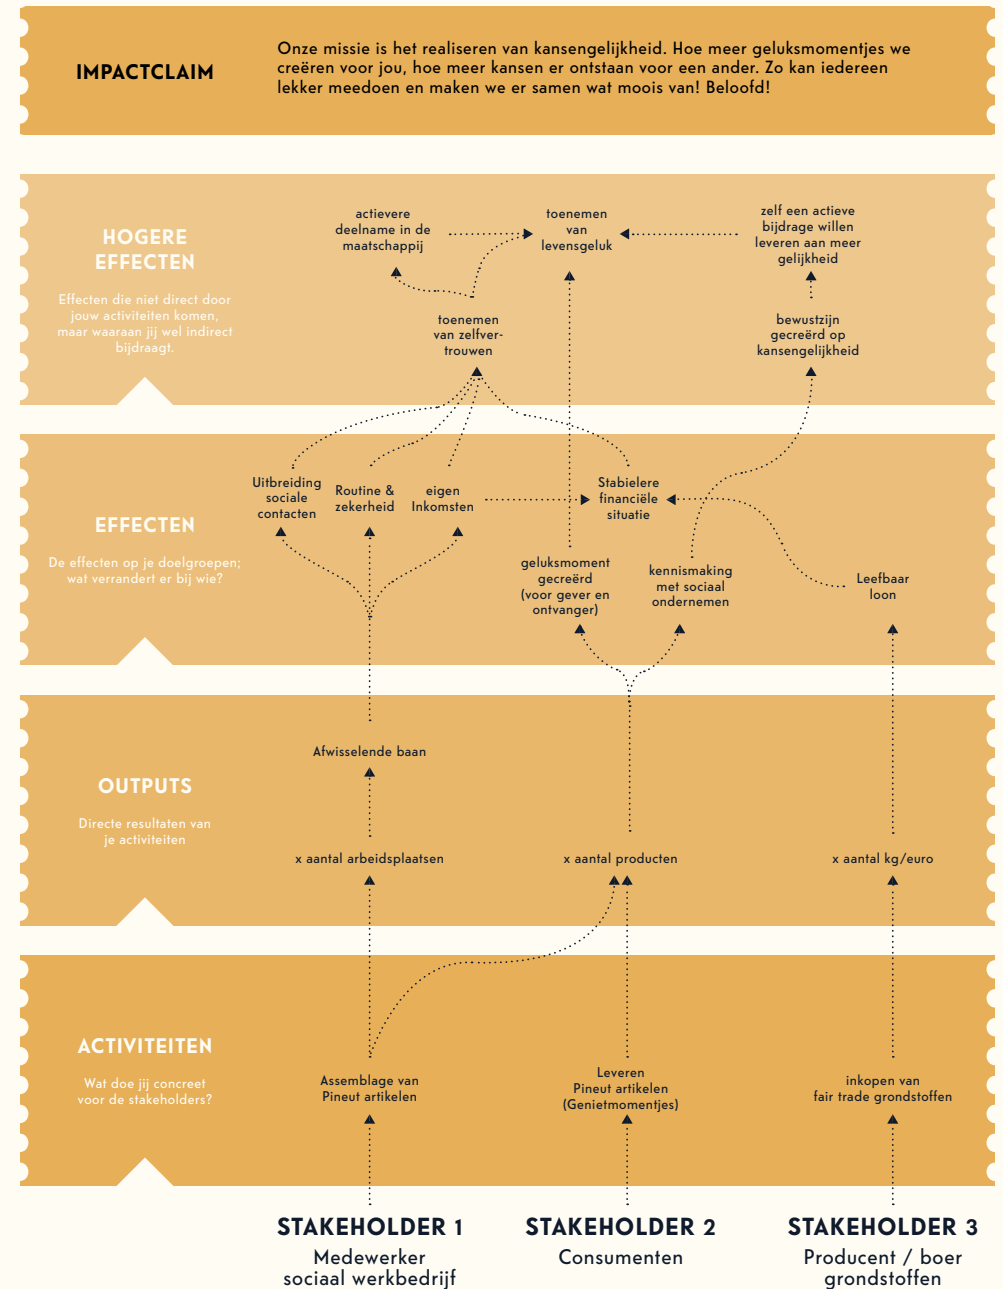 IMPACTCLAIM
Onze missie is het realiseren van kansengelijkheid. Hoe meer geluksmomentjes we
creëren voor jou, hoe meer kansen er ontstaan voor een ander. Zo kan iedereen
lekker meedoen en maken we er samen wat moois van! Beloofd!
HOGERE
EFFECTEN
Effecten die niet direct door
jouw activiteiten komen,
maar waaraan jij wel indirect
bijdraagt.
actievere
deelname in de
maatschappij
toenemen
van
levensgeluk
zelf een actieve
bijdrage willen
leveren aan meer
gelijkheid
toenemen
van zelfver-
trouwen
bewustzijn
gecreërd op
kansengelijkheid
EFFECTEN
De effecten op je doelgroepen;
wat verrandert er bij wie?
Uitbreiding
sociale
contacten
Routine &
zekerheid
eigen
Inkomsten
Stabielere
financiële
situatie
geluksmoment
gecreërd
(voor gever en
ontvanger)
kennismaking
met sociaal
ondernemen
Leefbaar
loon
OUTPUTS
Directe resultaten van
je activiteiten
Afwisselende baan
x aantal arbeidsplaatsen
x aantal producten
x aantal kg/euro
ACTIVITEITEN
Wat doe jij concreet
voor de stakeholders?
Assemblage van
Pineut artikelen
Leveren
Pineut artikelen
(Genietmomentjes)
inkopen van
fair trade grondstoffen
STAKEHOLDER 1
Medewerker
sociaal werkbedrijf
STAKEHOLDER 2
Consumenten
STAKEHOLDER 3
Producent / boer
grondstoffen